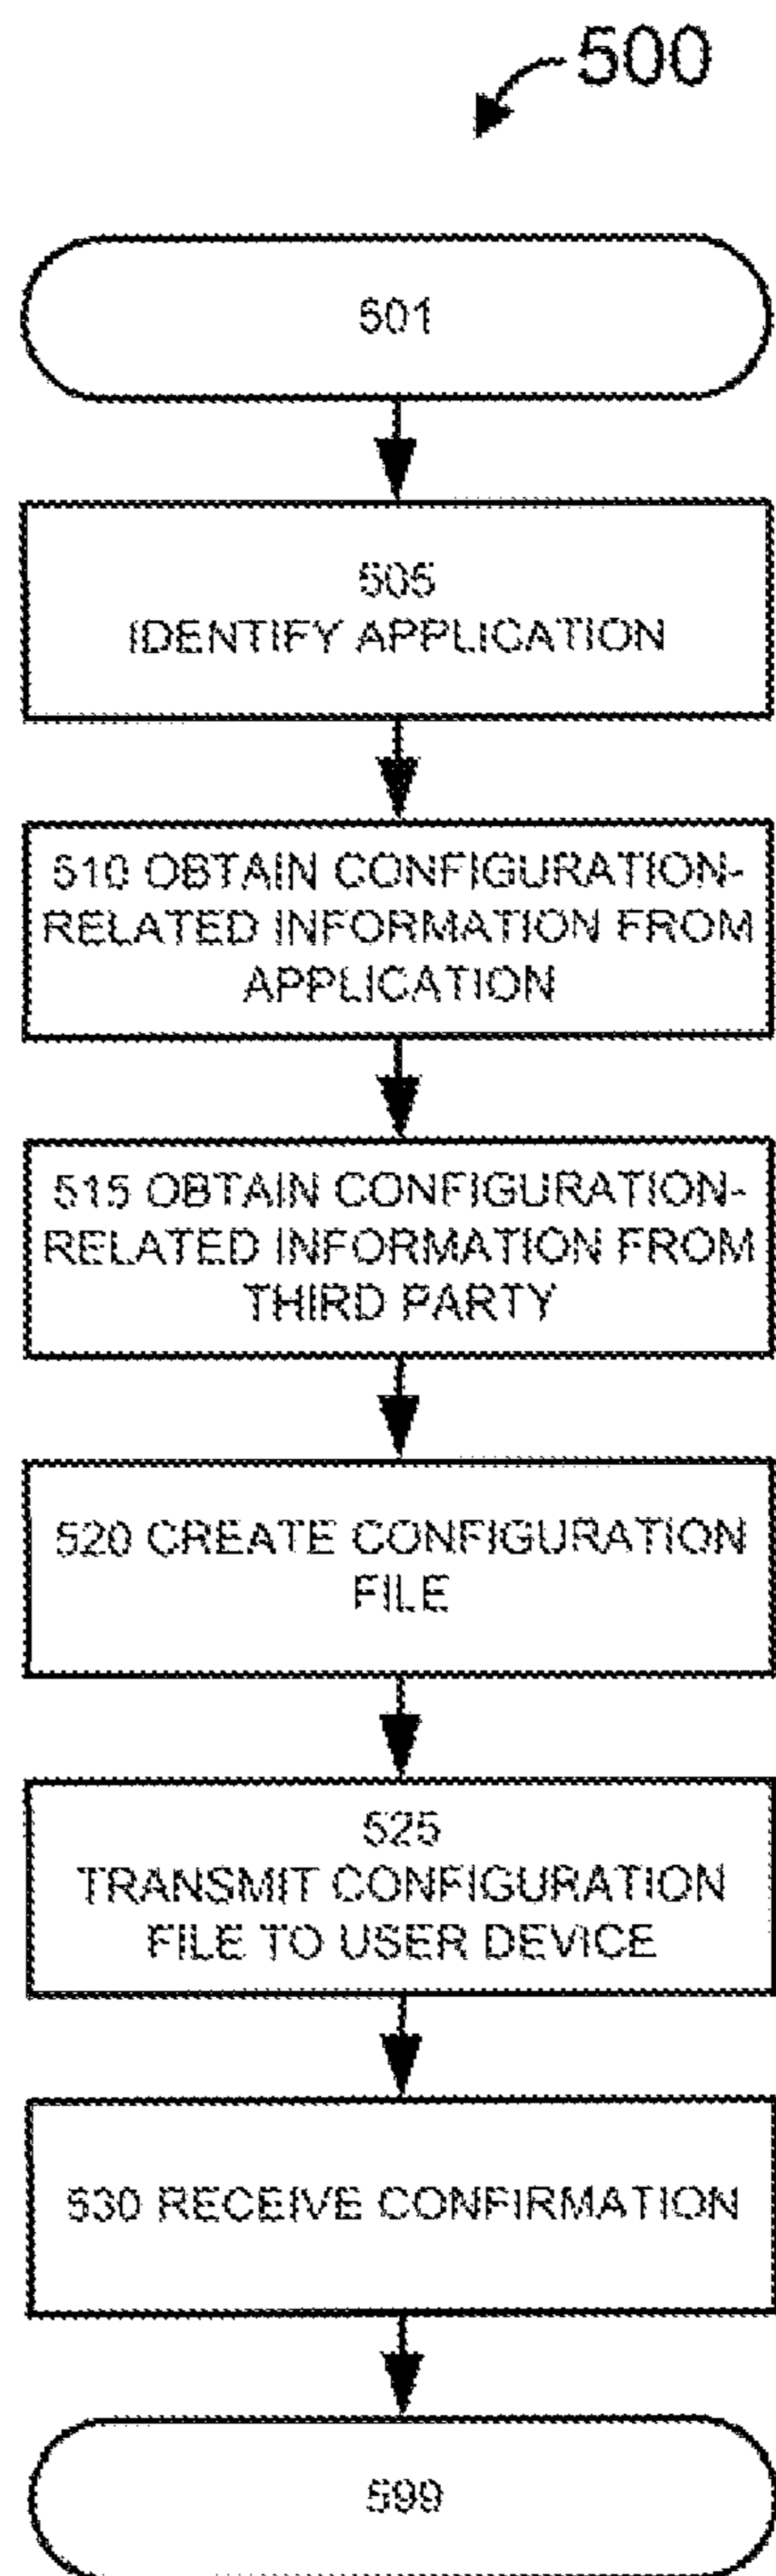 500
501
505
IDENTIFY APPLICATION
510 OBTAIN CONFIGURATION-
RELATED INFORMATION FROM
APPLICATION
515 OBTAIN CONFIGURATION-
RELATED INFORMATION FROM
THIRD PARTY
520 CREATE CONFIGURATION
FILE
525
TRANSMIT CONFIGURATION
FILE TO USER DEVICE
530 RECEIVE CONFIRMATION
599